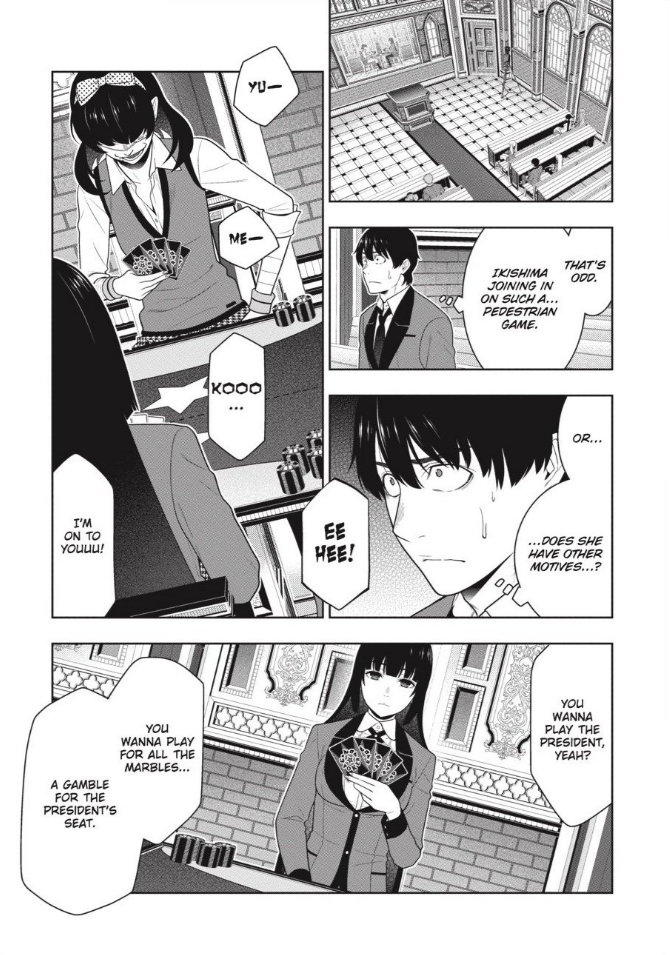 THAT'S
ODD.
IKISHIMA
JOINING IN
ON SUCH A...
PEDESTRIAN
GAME.
OR...
...DOES SHE
HAVE OTHER
MOTIVES...?
EE
HEE!
YU—
ME—
KOOO
...
I'M
ON TO
YOUUU!
YOU
WANNA
PLAY THE
PRESIDENT,
YEAH?
YOU
WANNA PLAY
FOR ALL THE
MARBLES...
A GAMBLE
FOR THE
PRESIDENT'S
SEAT.